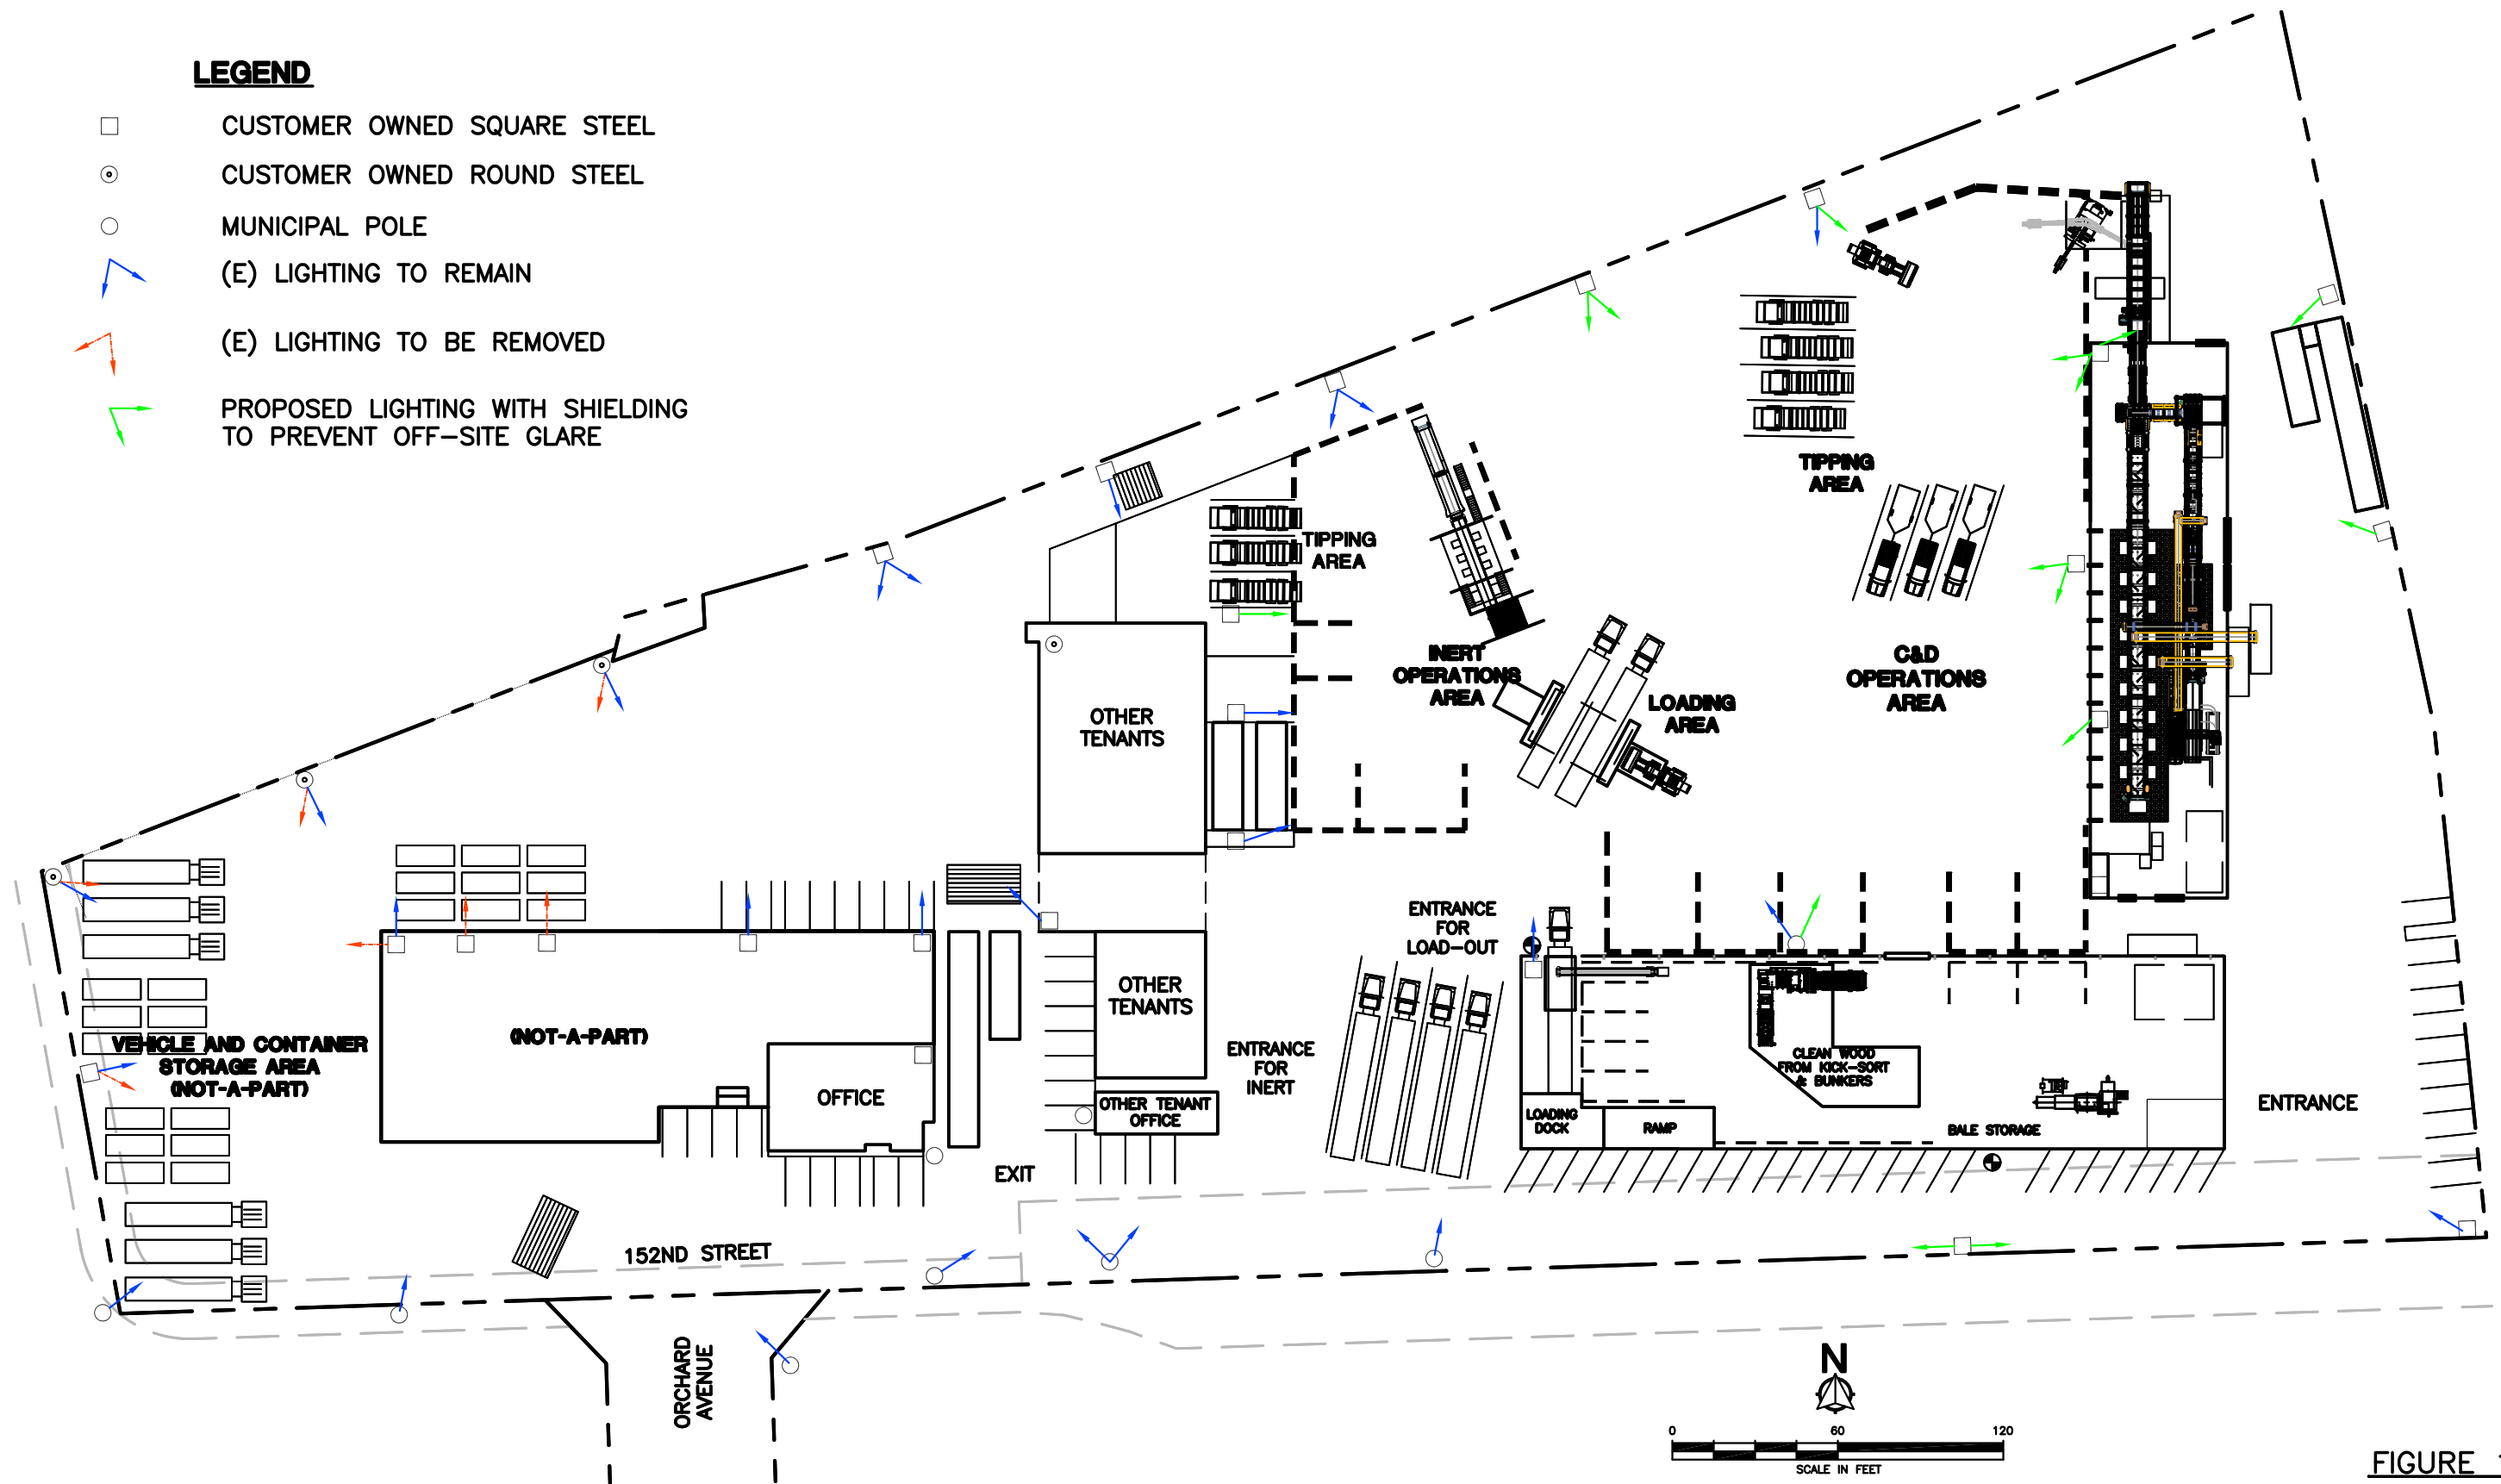 LEGEND
CUSTOMER OWNED SQUARE STEEL
CUSTOMER OWNED ROUND STEEL
MUNICIPAL POLE
(E) LIGHTING TO REMAIN
(E) LIGHTING TO BE REMOVED
PROPOSED LIGHTING WITH SHIELDING
TO PREVENT OFF-SITE GLARE
TIPPING
AREA
TIPPING
AREA
INERT
OPERATIONS
AREA
LOADING
AREA
C&D
OPERATIONS
AREA
OTHER
TENANTS
ENTRANCE
FOR
LOAD-OUT
OTHER
TENANTS
(NOT-A-PART)
VEHICLE AND CONTAINER
STORAGE AREA
(NOT-A-PART)
OFFICE
ENTRANCE
FOR
INERT
OTHER TENANT
OFFICE
CLEAN WOOD
FROM KICK-SORT
& BUNKERS
LOADING
DOCK
RAMP
BALE STORAGE
ENTRANCE
EXIT
152ND STREET
ORCHARD
AVENUE
N
0 60 120
SCALE IN FEET
FIGURE